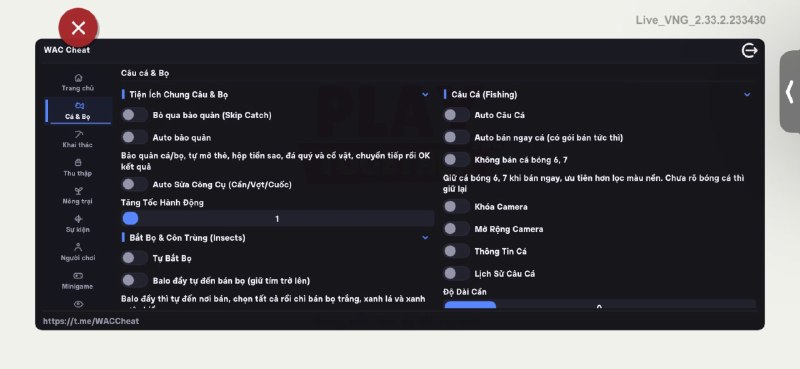 Live_VNG_2.33.2.233430
WAC Cheat
Trang chủ
Cá & Bọ
Khai thác
Thu thập
Nông trại
Sự kiện
Người chơi
Minigame
Câu cá & Bọ
Tiện Ích Chung Câu & Bọ
Bỏ qua bảo quản (Skip Catch)
Auto bảo quản
Bảo quản cá/bọ, tự mở thẻ, hộp tiền sao, đá quý và cổ vật, chuyển tiếp rồi OK
kết quả
Auto Sửa Công Cụ (Cần/Vợt/Cuốc)
Tăng Tốc Hành Động
1
Bắt Bọ & Côn Trùng (Insects)
Tự Bắt Bọ
Balo đầy tự đến bán bọ (giữ tím trở lên)
Balo đầy thì tự đến nơi bán, chọn tất cả rồi chỉ bán bọ trắng, xanh lá và xanh
Câu Cá (Fishing)
Auto Câu Cá
Auto bán ngay cá (có gói bán tức thì)
Không bán cá bóng 6, 7
Giữ cá bóng 6, 7 khi bán ngay, ưu tiên hơn lọc màu nền. Chưa rõ bóng cá thì
giữ lại
Khóa Camera
Mở Rộng Camera
Thông Tin Cá
Lịch Sử Câu Cá
Độ Dài Cần
https://t.me/WACCheat